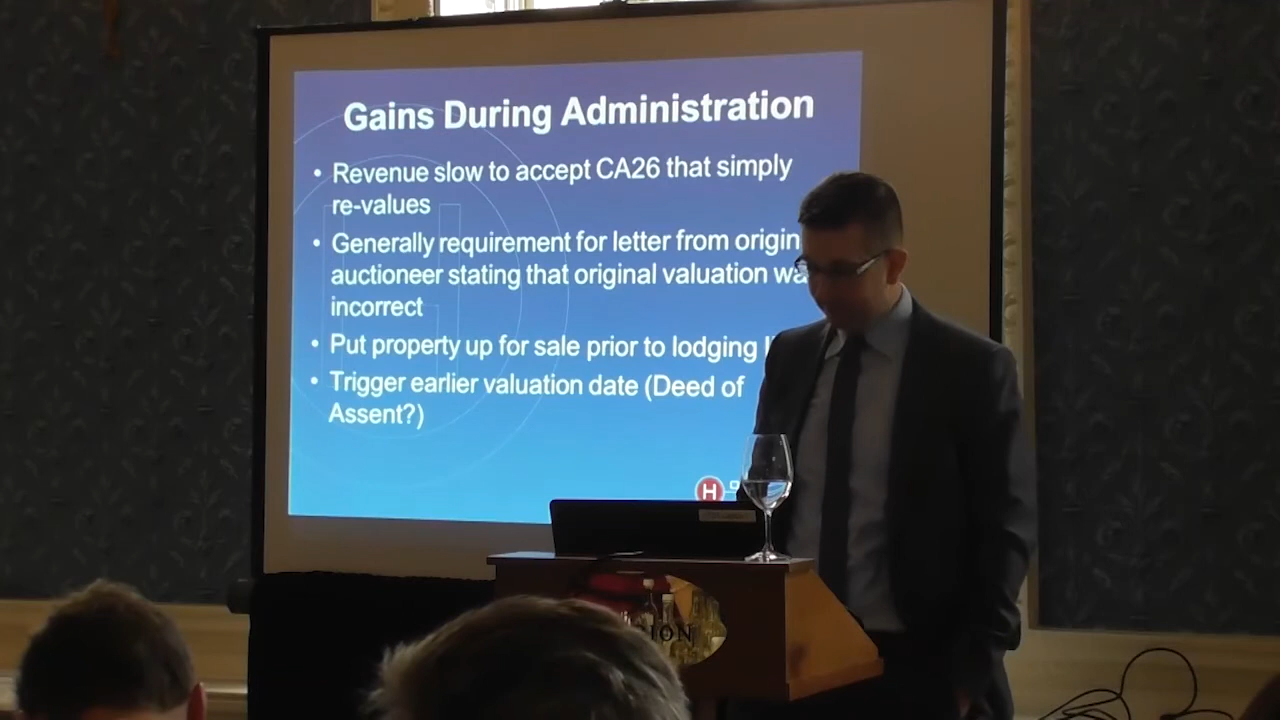 Gains During Administration
• Revenue slow to accept CA26 that simply
re-values
• Generally requirement for letter from
auctioneer stating that original valuation
incorrect
• Put property up for sale prior to lodging
• Trigger earlier valuation date (Deed of
Assent?)
H